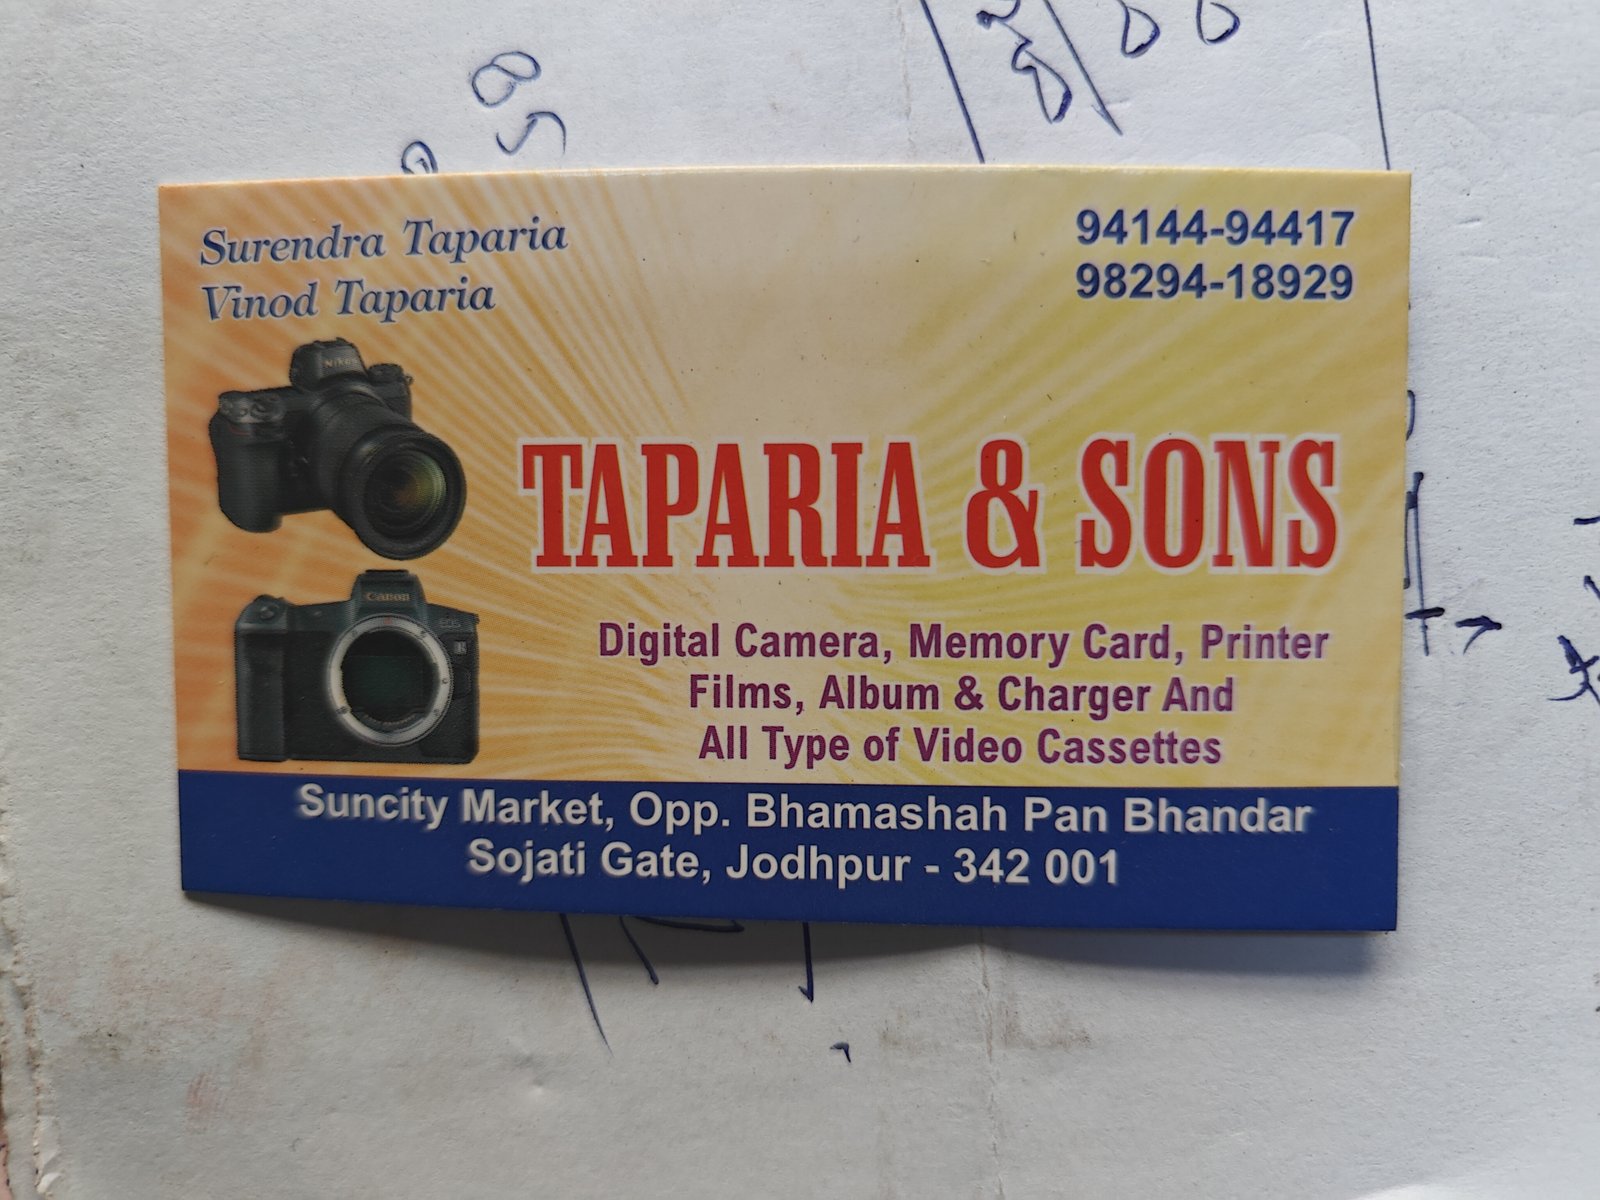 Surendra Taparia
Vinod Taparia
94144-94417
98294-18929
Nikon
TAPARIA & SONS
Canon
EOS
R
Digital Camera, Memory Card, Printer
Films, Album & Charger And
All Type of Video Cassettes
Suncity Market, Opp. Bhamashah Pan Bhandar
Sojati Gate, Jodhpur - 342 001